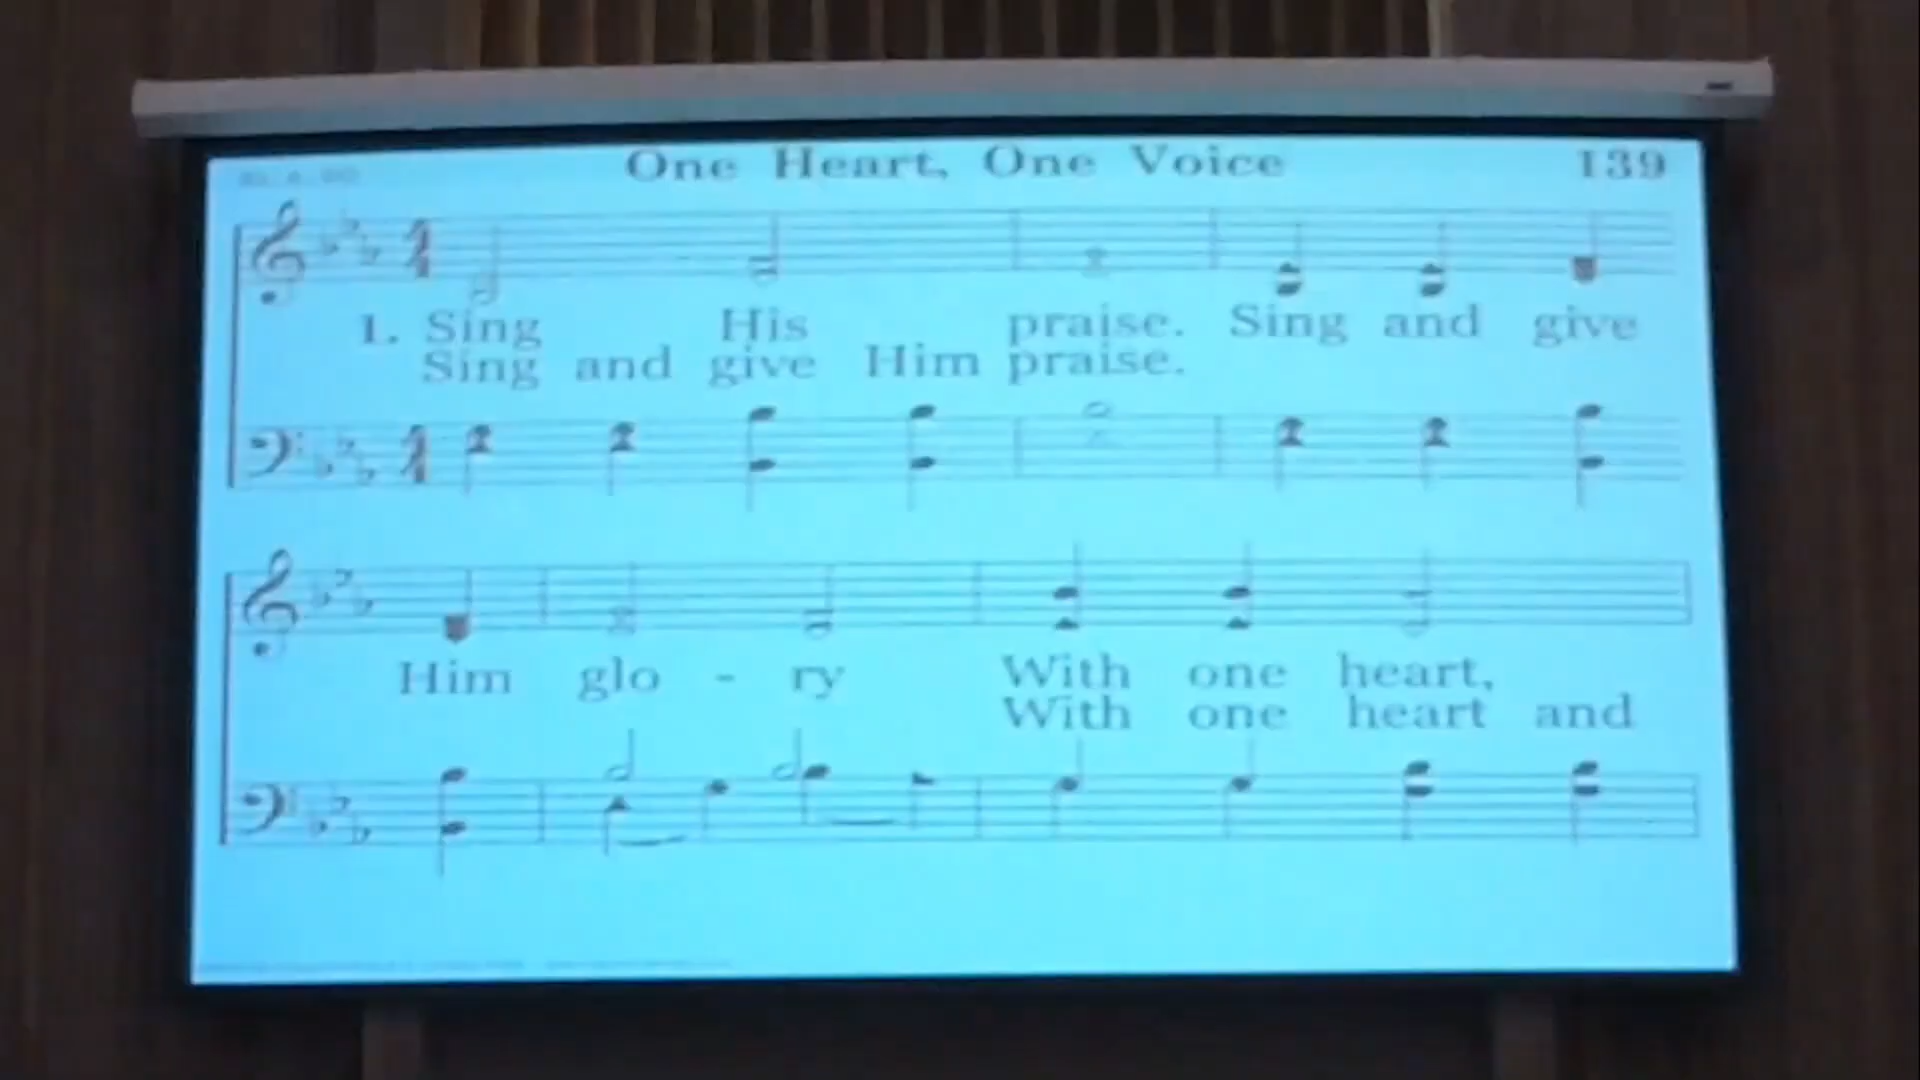 One Heart, One Voice 139
1. Sing His praise. Sing and give
Sing and give Him praise.
Him glo - ry With one heart,
With one heart and